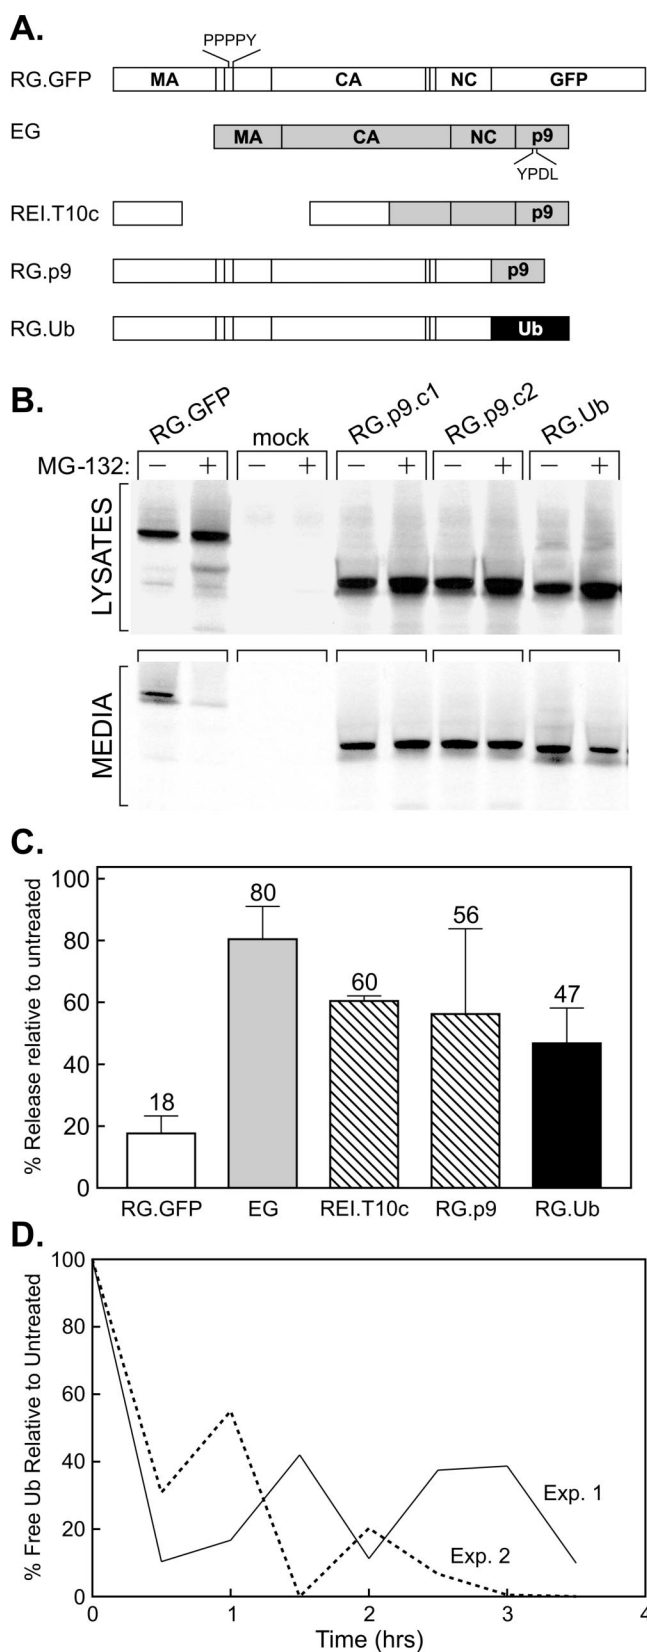 A.
PPPPY
RG.GFP MA CA NC GFP
EG MA CA NC p9
YPDL
REI.T10c p9
RG.p9 p9
RG.Ub Ub
B.
RG.GFP mock RG.p9.c1 RG.p9.c2 RG.Ub
MG-132: − + − + − + − + − +
LYSATES
MEDIA
C.
% Release relative to untreated
100
80
60
40
20
0
18
80
60
56
47
RG.GFP EG REI.T10c RG.p9 RG.Ub
D.
% Free Ub Relative to Untreated
100
80
60
40
20
0
Exp. 1
Exp. 2
0 1 2 3 4
Time (hrs)